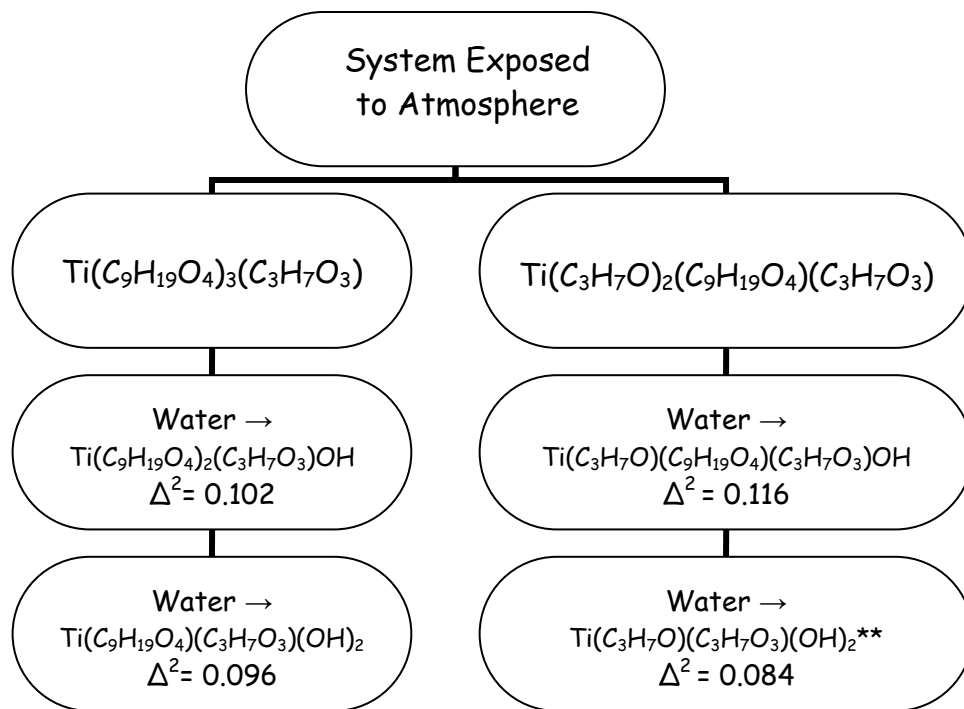 System Exposed
to Atmosphere
Ti(C₉H₁₉O₄)₃(C₃H₇O₃)
Ti(C₃H₇O)₂(C₉H₁₉O₄)(C₃H₇O₃)
Water →
Ti(C₉H₁₉O₄)₂(C₃H₇O₃)OH
Δ²= 0.102
Water →
Ti(C₃H₇O)(C₉H₁₉O₄)(C₃H₇O₃)OH
Δ²= 0.116
Water →
Ti(C₉H₁₉O₄)(C₃H₇O₃)(OH)₂
Δ²= 0.096
Water →
Ti(C₃H₇O)(C₃H₇O₃)(OH)₂**
Δ²= 0.084